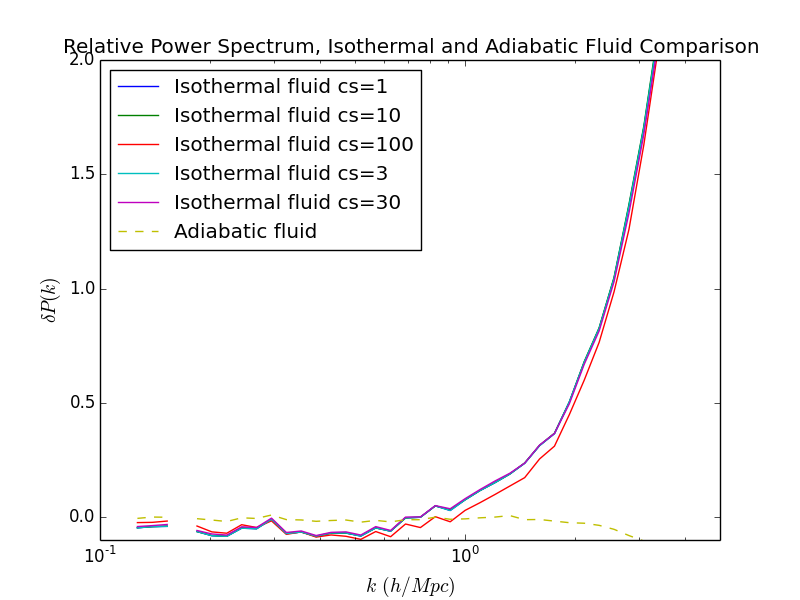 Relative Power Spectrum, Isothermal and Adiabatic Fluid Comparison
2.0
Isothermal fluid cs=1
Isothermal fluid cs=10
Isothermal fluid cs=100
Isothermal fluid cs=3
Isothermal fluid cs=30
Adiabatic fluid
1.5
1.0
δP(k)
0.5
0.0
10⁻¹
10⁰
k (h/Mpc)